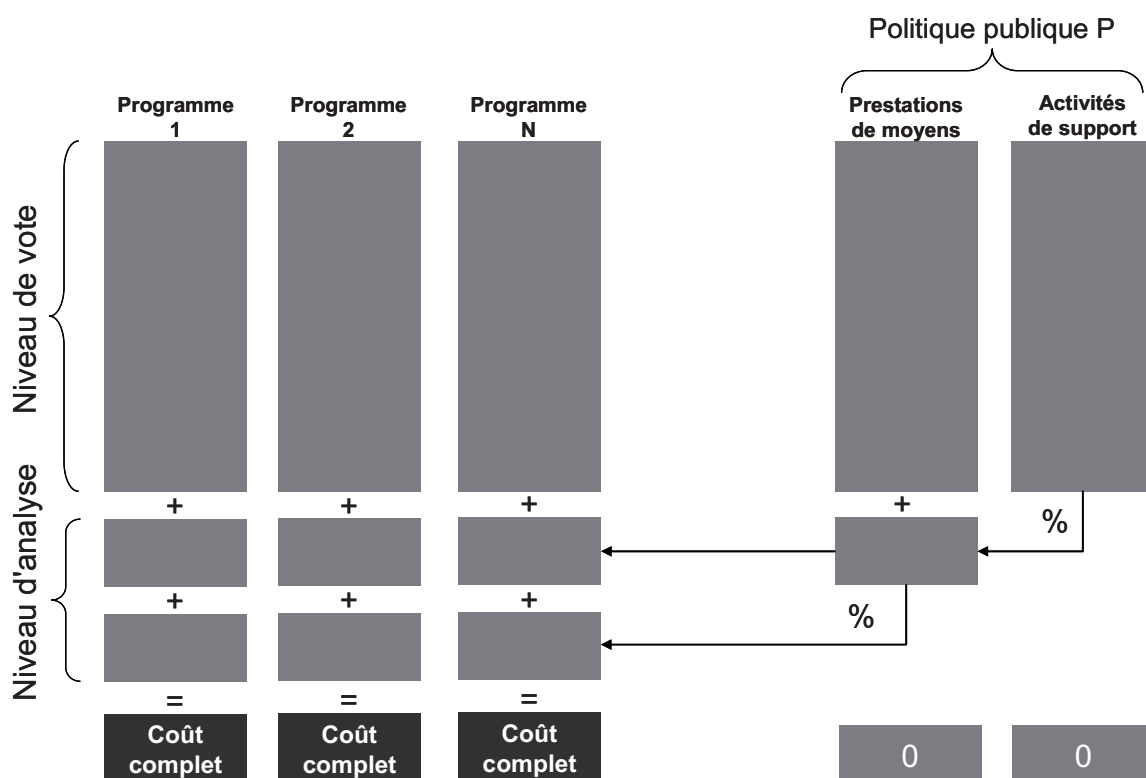 Politique publique P
Programme
1
Programme
2
Programme
N
Prestations
de moyens
Activités
de support
Niveau de vote
+
+
+
+
%
Niveau d'analyse
+
+
+
%
=
=
=
Coût
complet
Coût
complet
Coût
complet
0
0